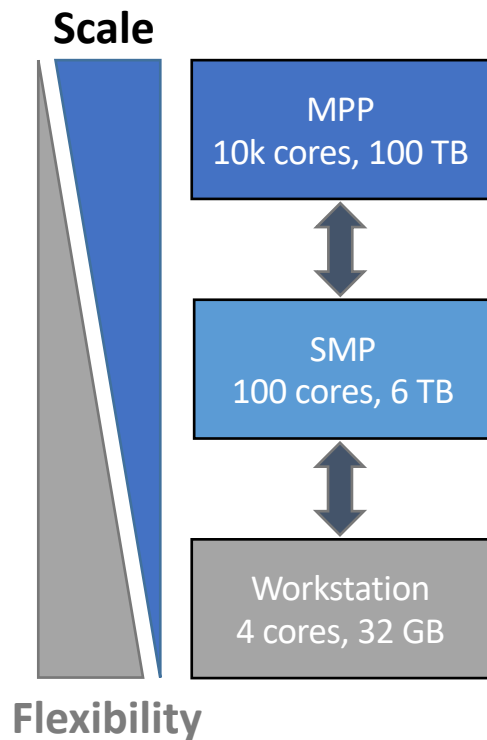 Scale
MPP
10k cores, 100 TB
SMP
100 cores, 6 TB
Workstation
4 cores, 32 GB
Flexibility